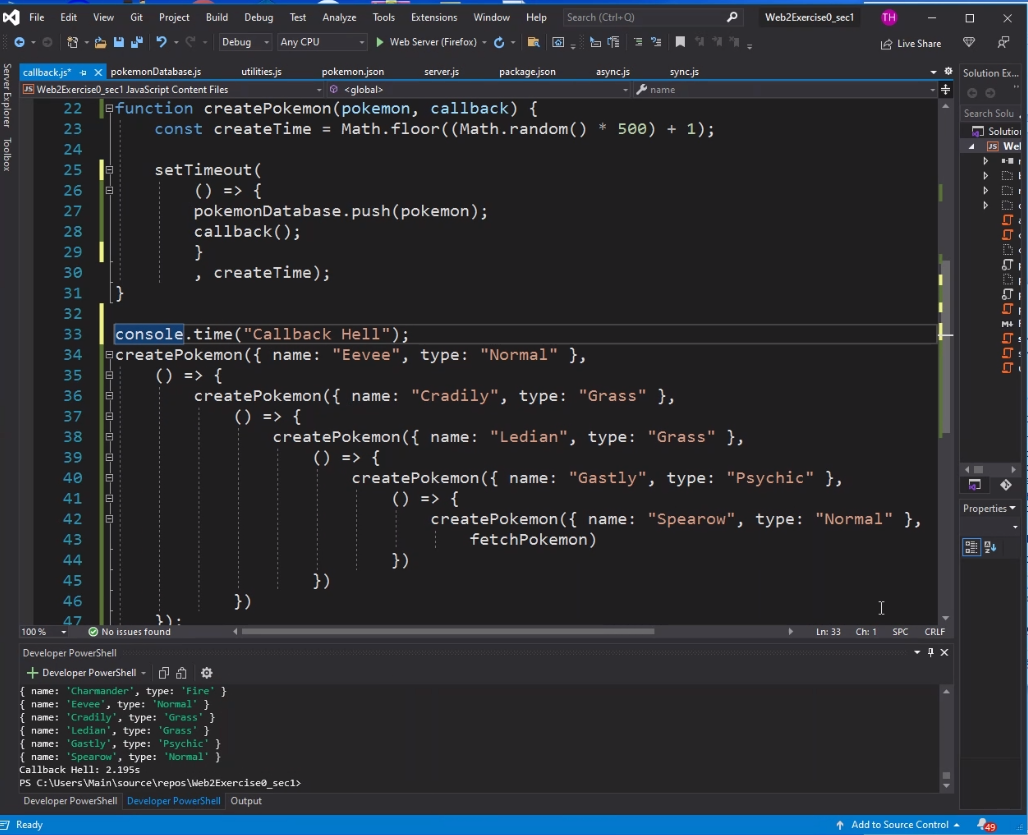 File Edit View Git Project Build Debug Test Analyze Tools Extensions Window Help Search (Ctrl+Q) Web2Exercise0_sec1 TH
Debug Any CPU Web Server (Firefox) Live Share
Server Explorer
Toolbox
callback.js* pokemonDatabase.js utilities.js pokemon.json server.js package.json async.js sync.js
Web2Exercise0_sec1 JavaScript Content Files <global> name
22 function createPokemon(pokemon, callback) {
23 const createTime = Math.floor((Math.random() * 500) + 1);
24
25 setTimeout(
26 () => {
27 pokemonDatabase.push(pokemon);
28 callback();
29 }
30 , createTime);
31 }
32
33 console.time("Callback Hell");
34 createPokemon({ name: "Eevee", type: "Normal" },
35 () => {
36 createPokemon({ name: "Cradily", type: "Grass" },
37 () => {
38 createPokemon({ name: "Ledian", type: "Grass" },
39 () => {
40 createPokemon({ name: "Gastly", type: "Psychic" },
41 () => {
42 createPokemon({ name: "Spearow", type: "Normal" },
43 fetchPokemon)
44 })
45 })
46 })
47 });
100 % No issues found Ln: 33 Ch: 1 SPC CRLF
Solution Ex...
Search Solu
Solution
We
M+
Properties
Developer PowerShell
Developer PowerShell
{ name: 'Charmander', type: 'Fire' }
{ name: 'Eevee', type: 'Normal' }
{ name: 'Cradily', type: 'Grass' }
{ name: 'Ledian', type: 'Grass' }
{ name: 'Gastly', type: 'Psychic' }
{ name: 'Spearow', type: 'Normal' }
Callback Hell: 2.195s
PS C:\Users\Main\source\repos\Web2Exercise0_sec1>
Developer PowerShell Developer PowerShell Output
Ready Add to Source Control 49